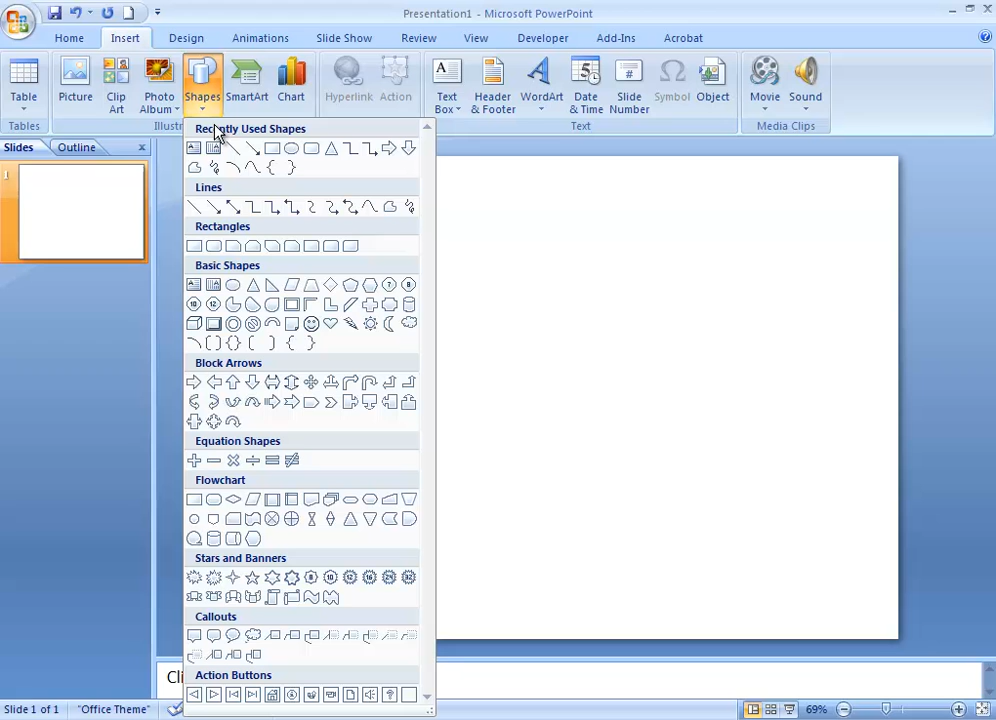 Presentation1 - Microsoft PowerPoint
Home Insert Design Animations Slide Show Review View Developer Add-Ins Acrobat
Table Picture Clip Art Photo Album Shapes SmartArt Chart Hyperlink Action Text Box Header & Footer WordArt Date & Time Slide Number Symbol Object Movie Sound
Tables Illustr Text Media Clips
Slides Outline
1
Recently Used Shapes
Lines
Rectangles
Basic Shapes
Block Arrows
Equation Shapes
Flowchart
Stars and Banners
Callouts
Action Buttons
Cli
Slide 1 of 1 "Office Theme" 69%